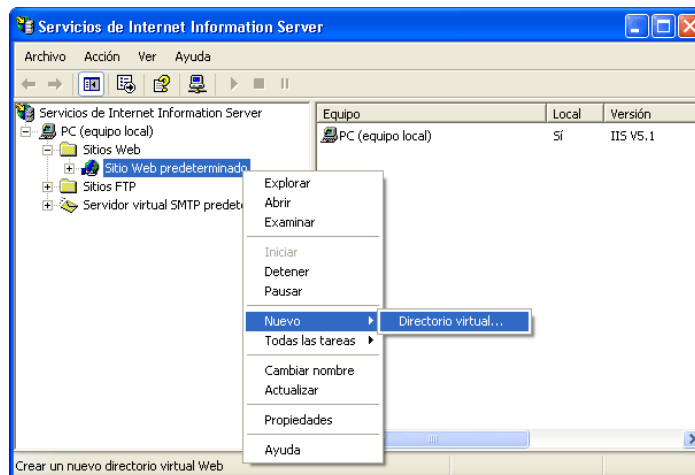 Servicios de Internet Information Serv
Archivo Acción Ver Ayuda
Servicios de Internet Information Server
PC (equipo local)
Sitios Web
Sitio Web predeterminado
Sitios FTP
Servidor virtual SMTP predete
Equipo Local Versión
PC (equipo local) Sí IIS V5.1
Explorar
Abrir
Examinar
Iniciar
Detener
Pausar
Nuevo
Directorio virtual...
Todas las tareas
Cambiar nombre
Actualizar
Propiedades
Ayuda
Crear un nuevo directorio virtual Web